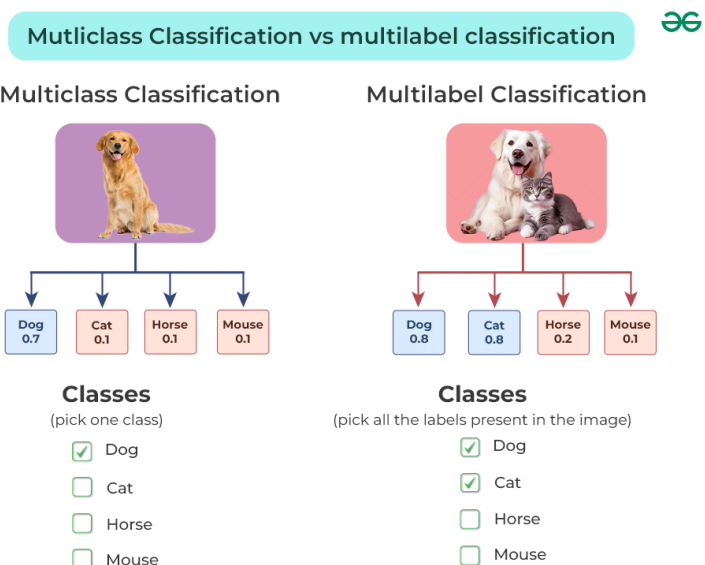 Mutliclass Classification vs multilabel classification
Multiclass Classification
Dog
0.7
Cat
0.1
Horse
0.1
Mouse
0.1
Classes
(pick one class)
Dog
Cat
Horse
Mouse
Multilabel Classification
Dog
0.8
Cat
0.8
Horse
0.2
Mouse
0.1
Classes
(pick all the labels present in the image)
Dog
Cat
Horse
Mouse